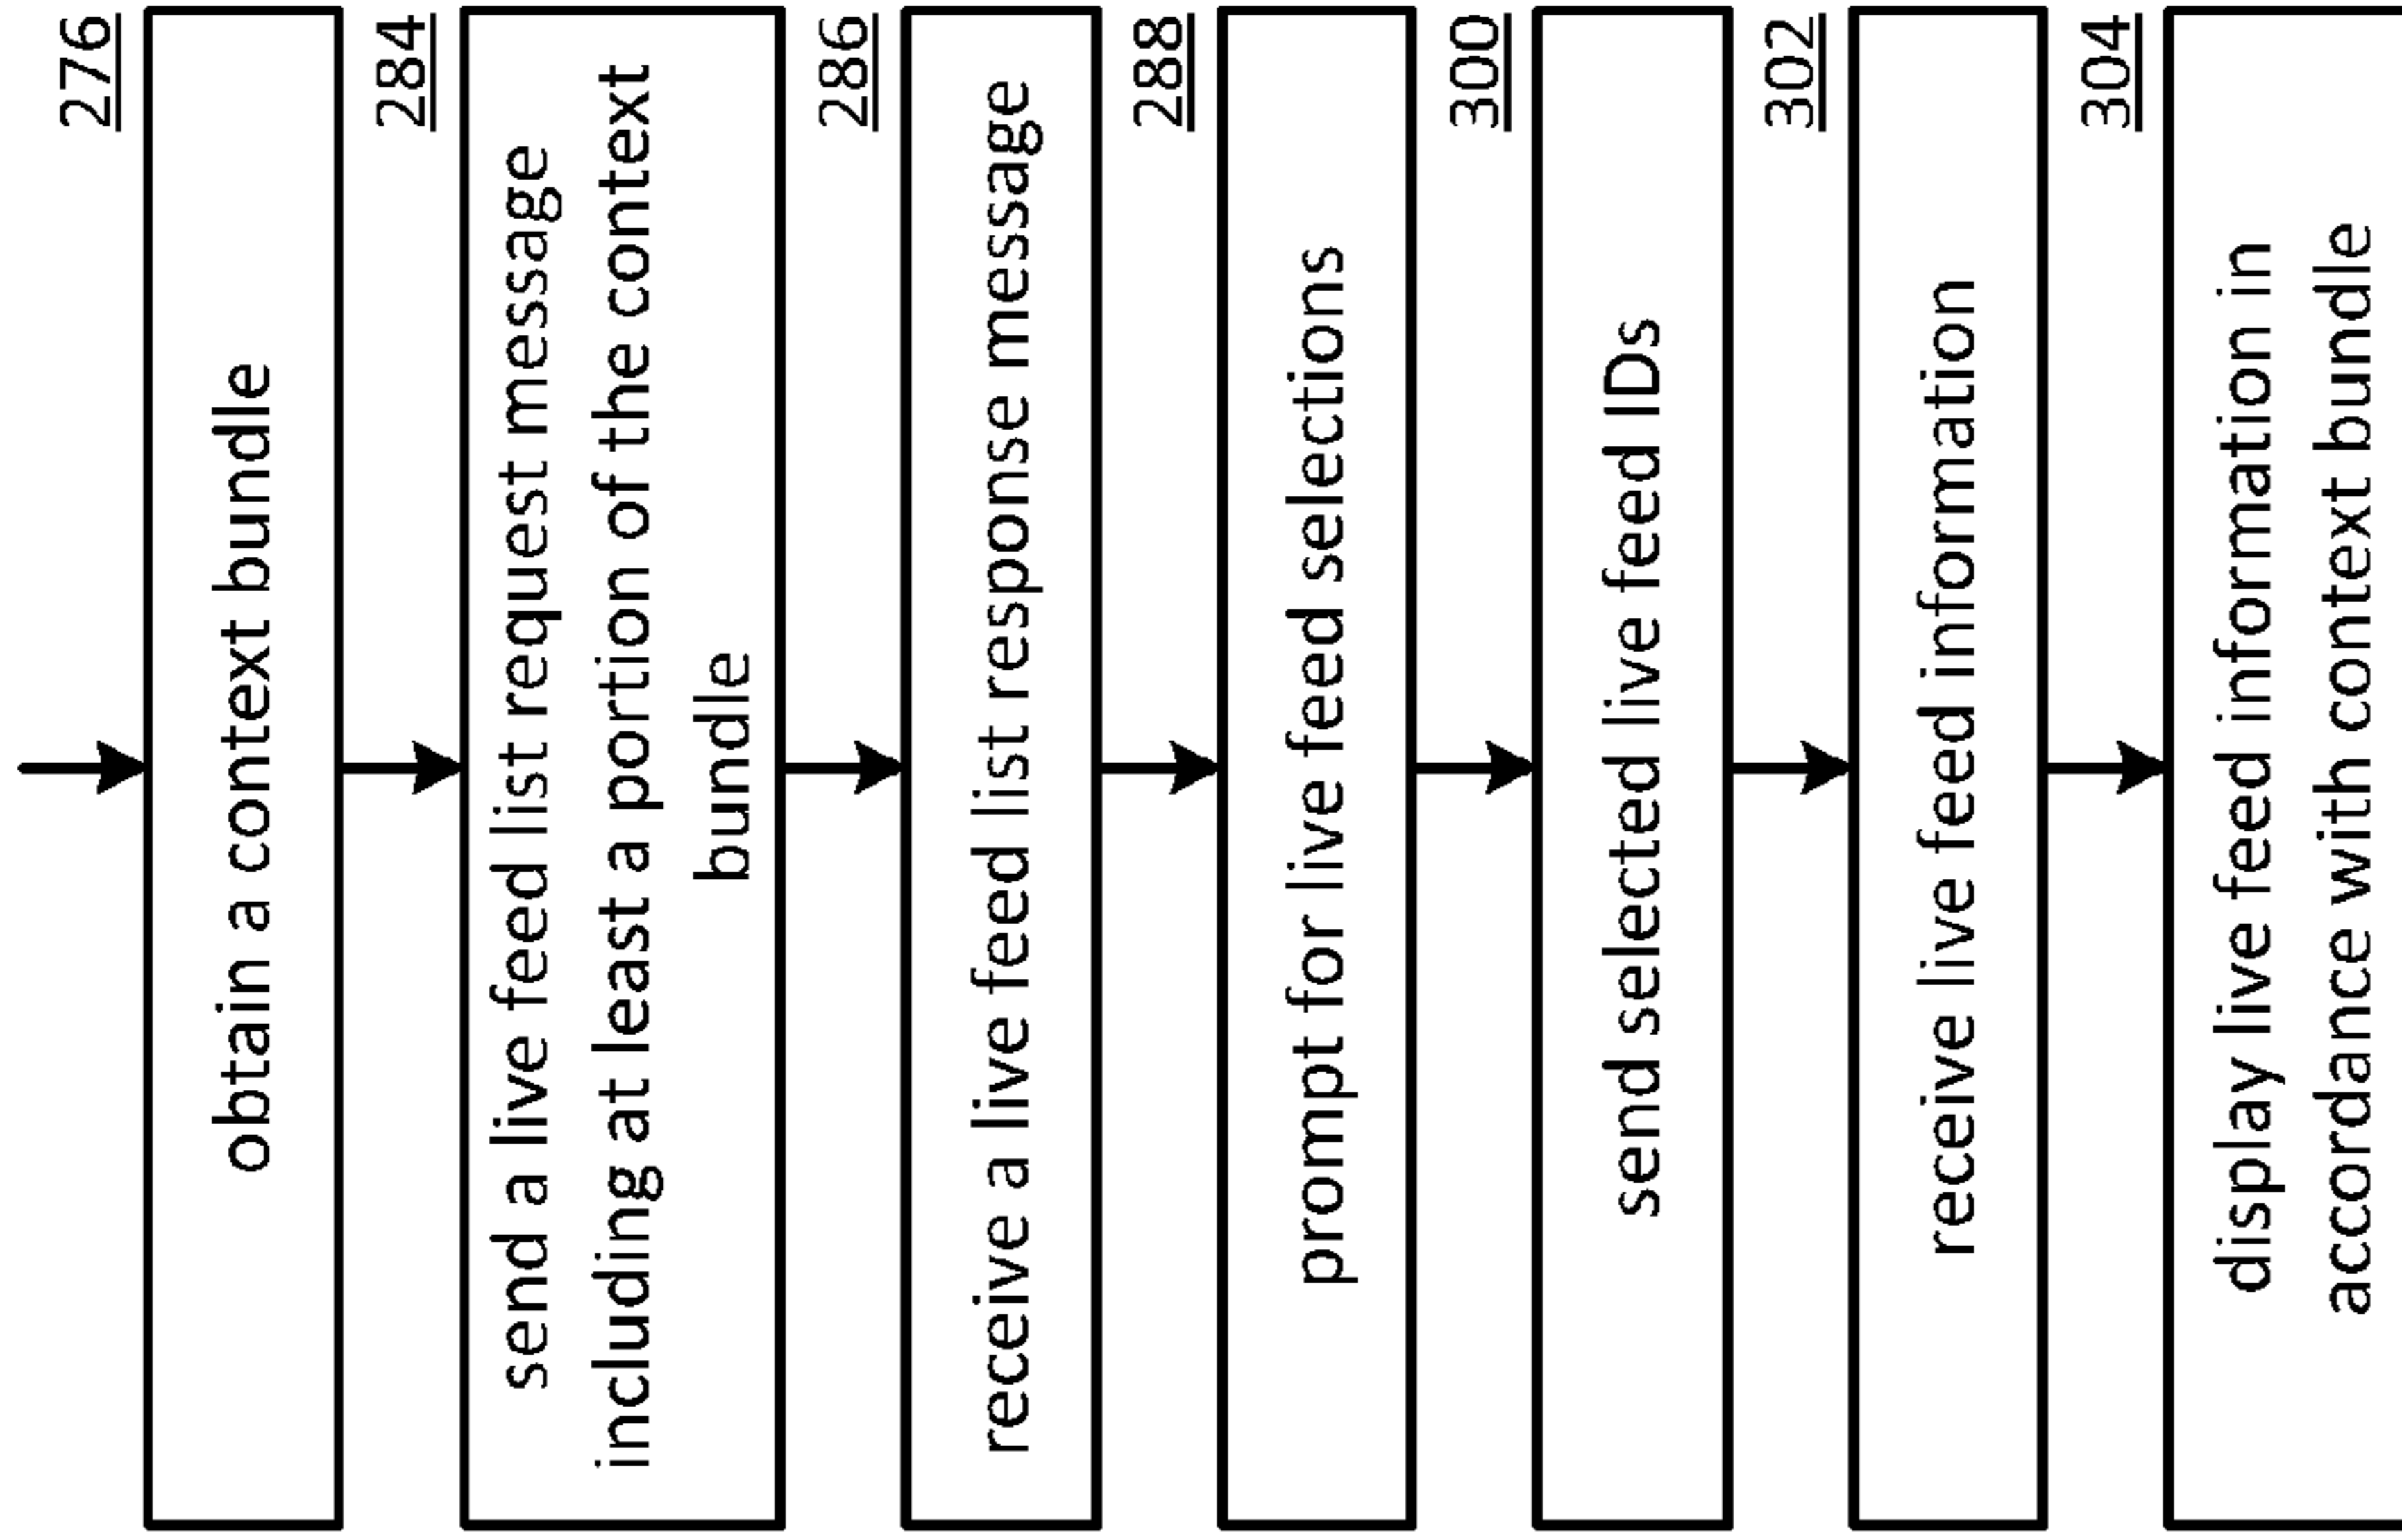 276
obtain a context bundle
284
send a live feed list request message
including at least a portion of the context
bundle
286
receive a live feed list response message
288
prompt for live feed selections
300
send selected live feed IDs
302
receive live feed information
304
display live feed information in
accordance with context bundle